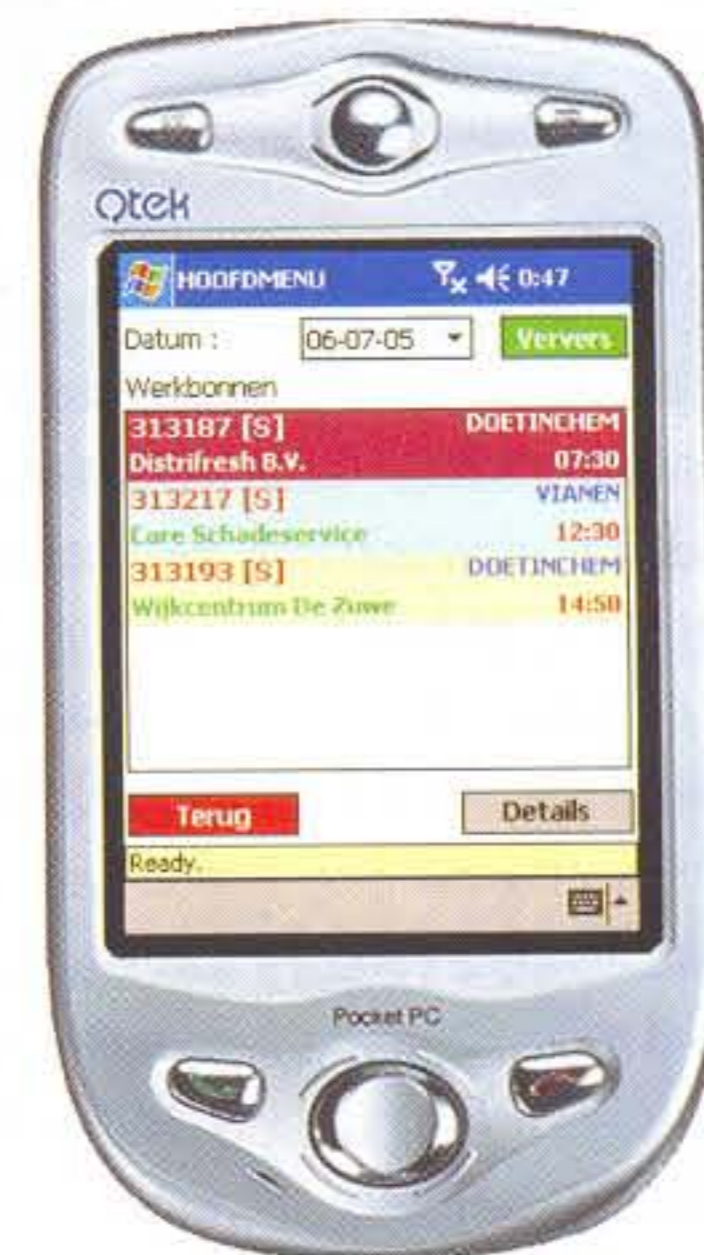 Qtek
HOOFDMENU 0:47
Datum : 06-07-05 Ververs
Werkbonnen
313187 [S] DOETINCHEM
Distrifresh B.V. 07:30
313217 [S] VIANEN
Care Schadeservice 12:30
313193 [S] DOETINCHEM
Wijkcentrum De Zuwe 14:50
Terug Details
Ready.
Pocket PC